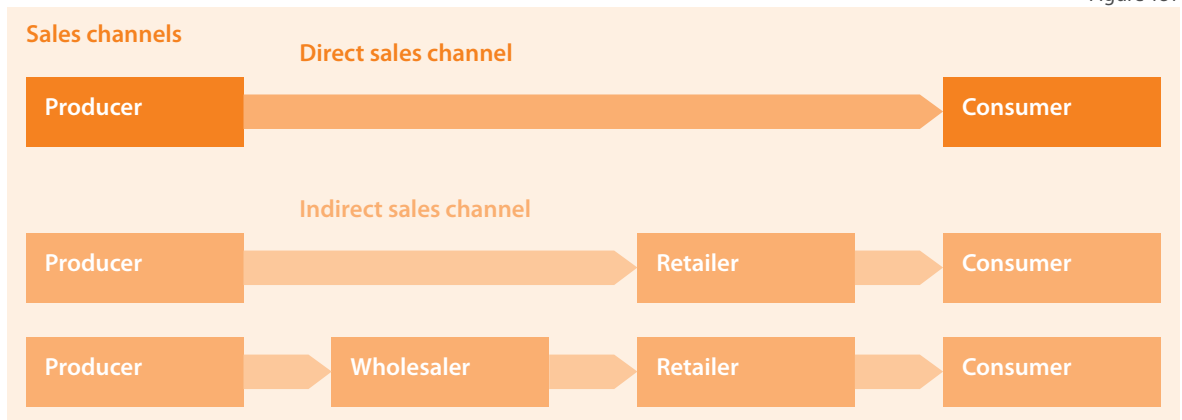 Sales channels
Direct sales channel
Producer Consumer
Indirect sales channel
Producer Retailer Consumer
Producer Wholesaler Retailer Consumer